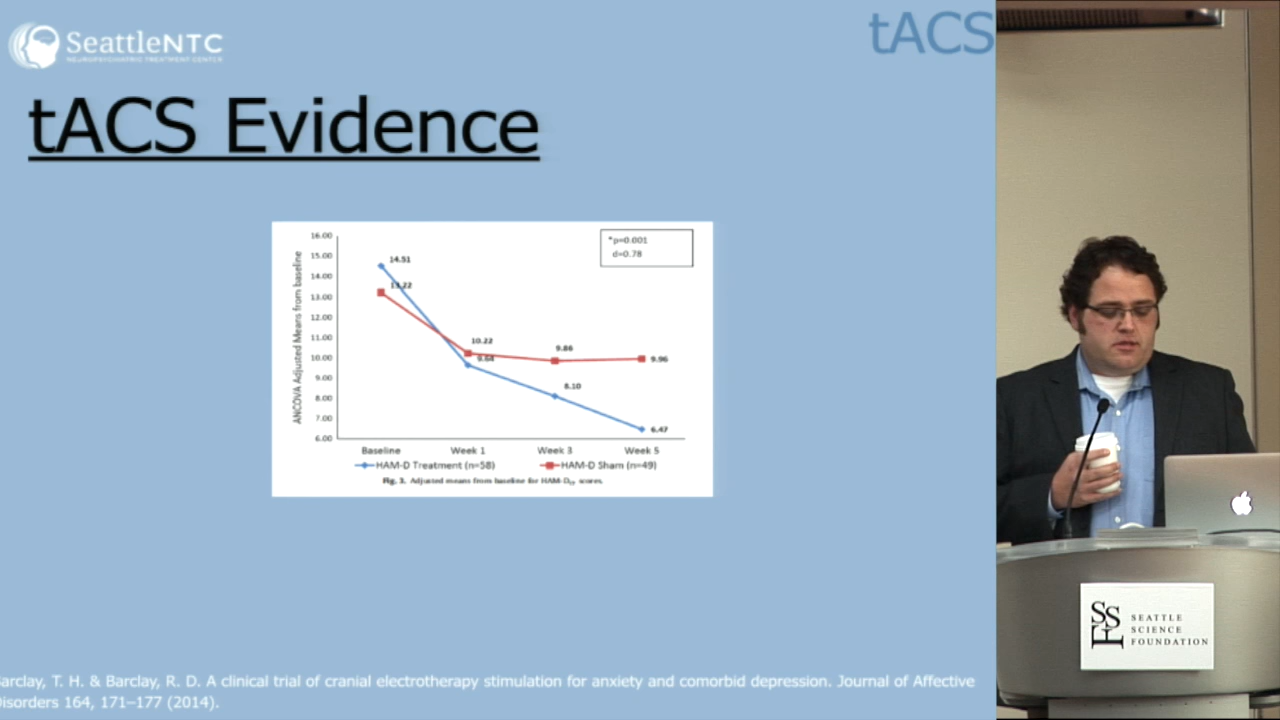 SeattleNTC
NEUROPSYCHIATRIC TREATMENT CENTER
tACS
tACS Evidence
*p=0.001
d=0.78
ANCOVA Adjusted Means from baseline
16.00
15.00
14.00
13.00
12.00
11.00
10.00
9.00
8.00
7.00
6.00
14.51
13.22
10.22
9.64
9.86
8.10
9.96
6.47
Baseline Week 1 Week 3 Week 5
HAM-D Treatment (n=58) HAM-D Sham (n=49)
Fig. 3. Adjusted means from baseline for HAM-D₁₇ scores.
arclay, T. H. & Barclay, R. D. A clinical trial of cranial electrotherapy stimulation for anxiety and comorbid depression. Journal of Affective
isorders 164, 171–177 (2014).
SSF
SEATTLE
SCIENCE
FOUNDATION